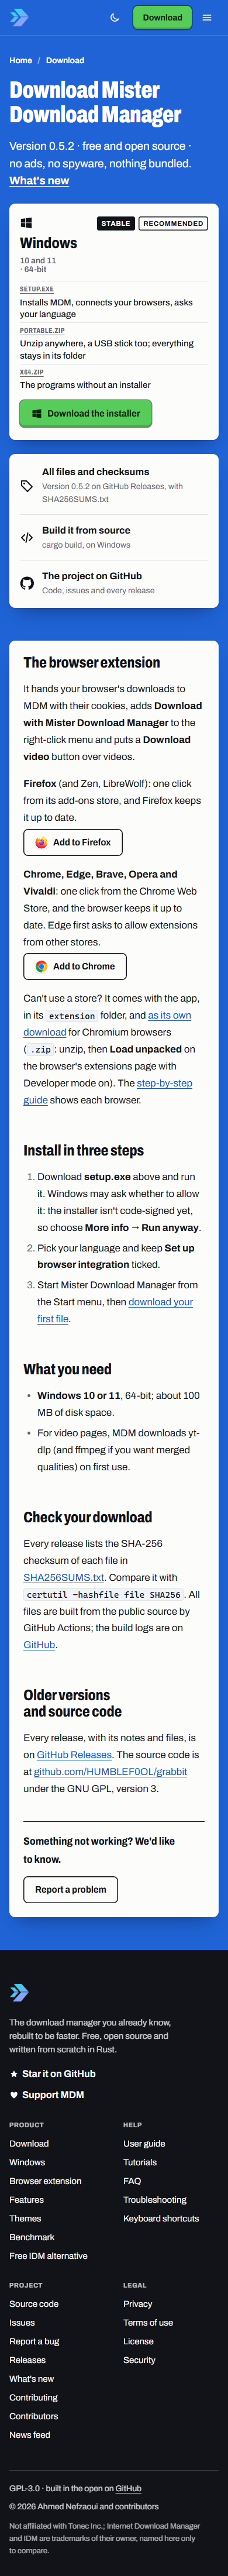 Download
Home / Download
Download Mister
Download Manager
Version 0.5.2 · free and open source ·
no ads, no spyware, nothing bundled.
What's new
STABLE
RECOMMENDED
Windows
10 and 11
· 64-bit
SETUP.EXE
Installs MDM, connects your browsers, asks
your language
PORTABLE.ZIP
Unzip anywhere, a USB stick too; everything
stays in its folder
X64.ZIP
The programs without an installer
Download the installer
All files and checksums
Version 0.5.2 on GitHub Releases, with
SHA256SUMS.txt
Build it from source
cargo build, on Windows
The project on GitHub
Code, issues and every release
The browser extension
It hands your browser's downloads to
MDM with their cookies, adds Download
with Mister Download Manager to the
right-click menu and puts a Download
video button over videos.
Firefox (and Zen, LibreWolf): one click
from its add-ons store, and Firefox keeps
it up to date.
Add to Firefox
Chrome, Edge, Brave, Opera and
Vivaldi: one click from the Chrome Web
Store, and the browser keeps it up to
date. Edge first asks to allow extensions
from other stores.
Add to Chrome
Can't use a store? It comes with the app,
in its extension folder, and as its own
download for Chromium browsers
(.zip: unzip, then Load unpacked on
the browser's extensions page with
Developer mode on). The step-by-step
guide shows each browser.
Install in three steps
1. Download setup.exe above and run
it. Windows may ask whether to allow
it: the installer isn't code-signed yet,
so choose More info → Run anyway.
2. Pick your language and keep Set up
browser integration ticked.
3. Start Mister Download Manager from
the Start menu, then download your
first file.
What you need
• Windows 10 or 11, 64-bit; about 100
MB of disk space.
• For video pages, MDM downloads yt-
dlp (and ffmpeg if you want merged
qualities) on first use.
Check your download
Every release lists the SHA-256
checksum of each file in
SHA256SUMS.txt. Compare it with
certutil -hashfile file SHA256. All
files are built from the public source by
GitHub Actions; the build logs are on
GitHub.
Older versions
and source code
Every release, with its notes and files, is
on GitHub Releases. The source code is
at github.com/HUMBLEF0OL/grabbit
under the GNU GPL, version 3.
Something not working? We'd like
to know.
Report a problem
The download manager you already know,
rebuilt to be faster. Free, open source and
written from scratch in Rust.
Star it on GitHub
Support MDM
PRODUCT
Download
Windows
Browser extension
Features
Themes
Benchmark
Free IDM alternative
HELP
User guide
Tutorials
FAQ
Troubleshooting
Keyboard shortcuts
PROJECT
Source code
Issues
Report a bug
Releases
What's new
Contributing
Contributors
News feed
LEGAL
Privacy
Terms of use
License
Security
GPL-3.0 · built in the open on GitHub
© 2026 Ahmed Nefzaoui and contributors
Not affiliated with Tonec Inc.; Internet Download Manager
and IDM are trademarks of their owner, named here only
to compare.